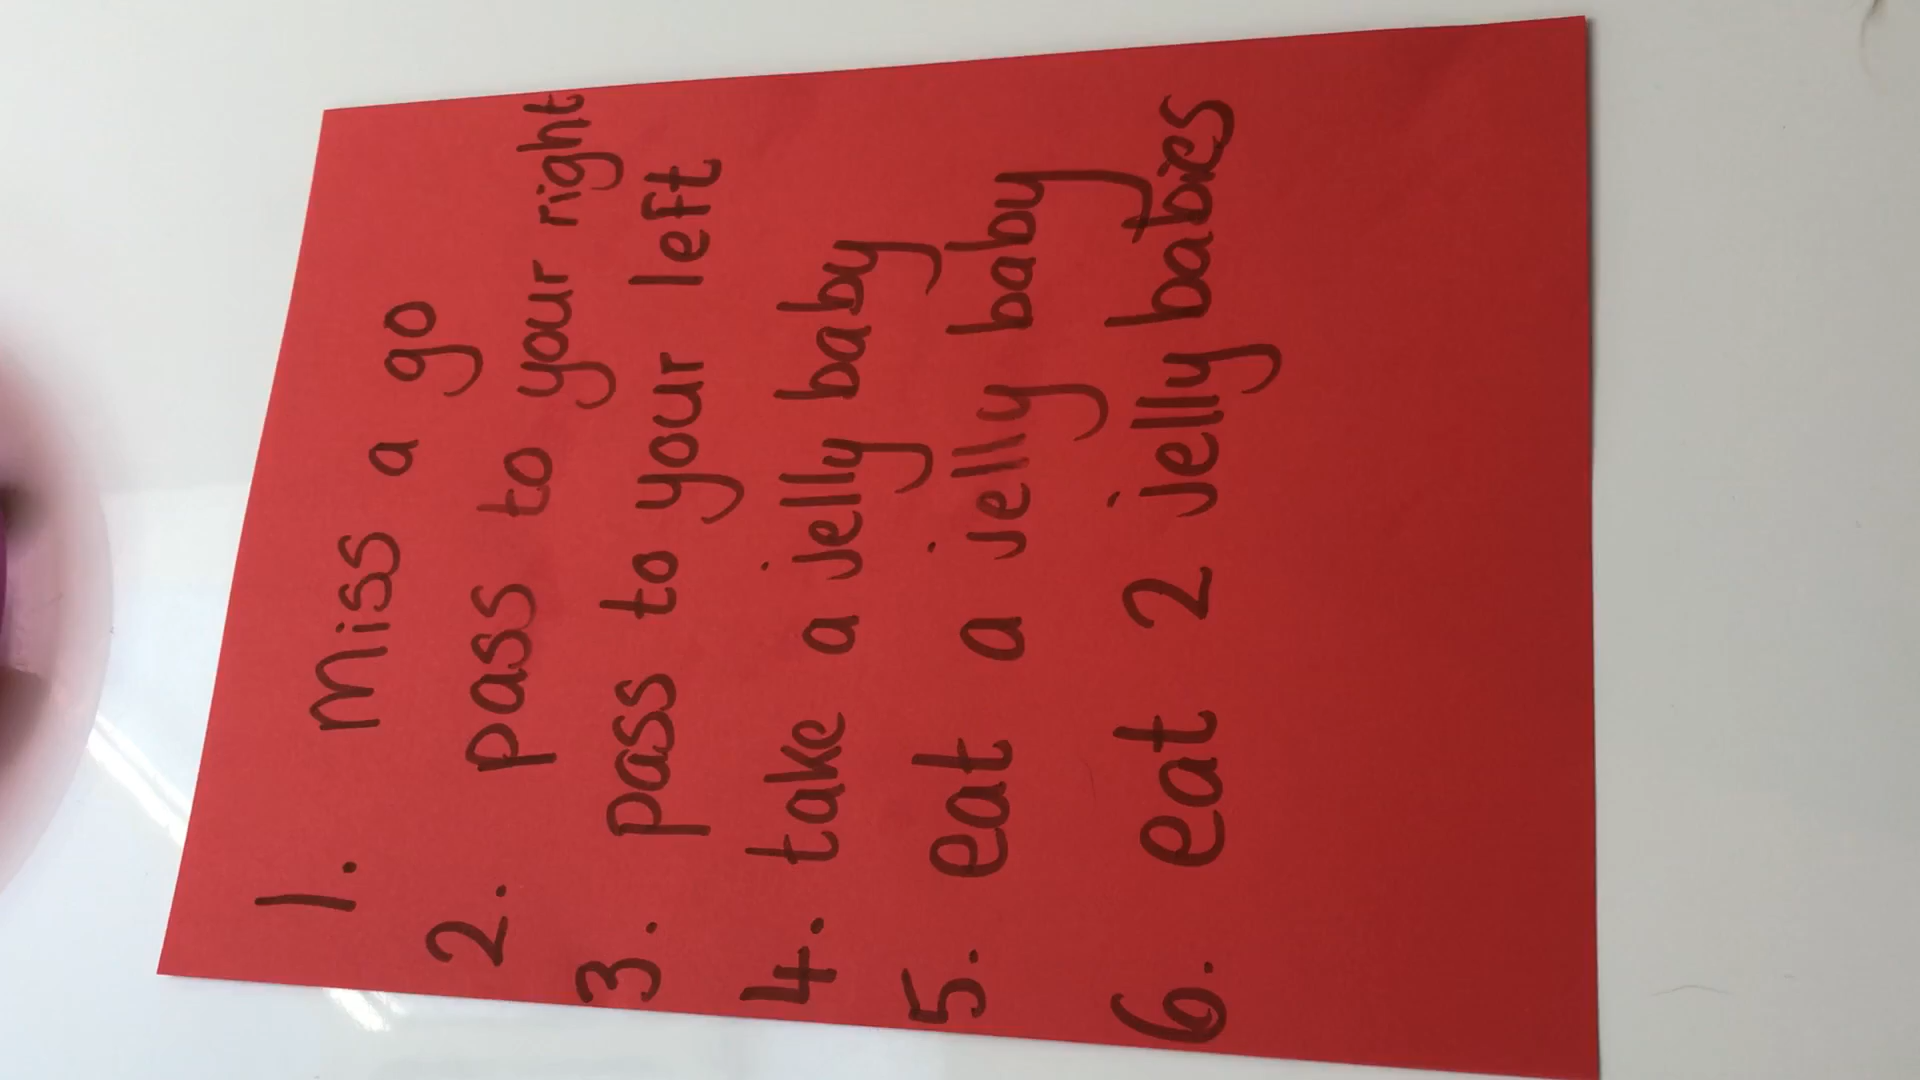 1. Miss a go
2. pass to your right
3. pass to your left
4. take a jelly baby
5. eat a jelly baby
6. eat 2 jelly babies